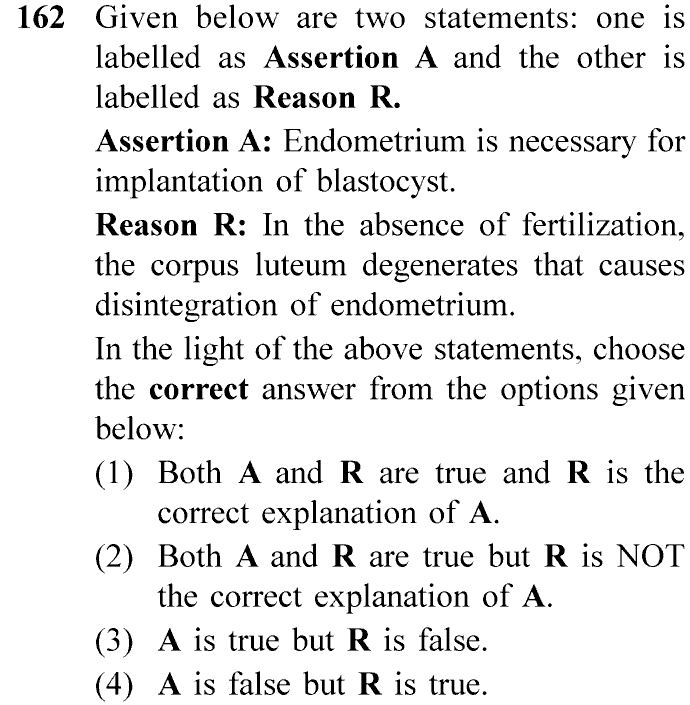 162 Given below are two statements: one is
labelled as Assertion A and the other is
labelled as Reason R.
Assertion A: Endometrium is necessary for
implantation of blastocyst.
Reason R: In the absence of fertilization,
the corpus luteum degenerates that causes
disintegration of endometrium.
In the light of the above statements, choose
the correct answer from the options given
below:
(1) Both A and R are true and R is the
correct explanation of A.
(2) Both A and R are true but R is NOT
the correct explanation of A.
(3) A is true but R is false.
(4) A is false but R is true.